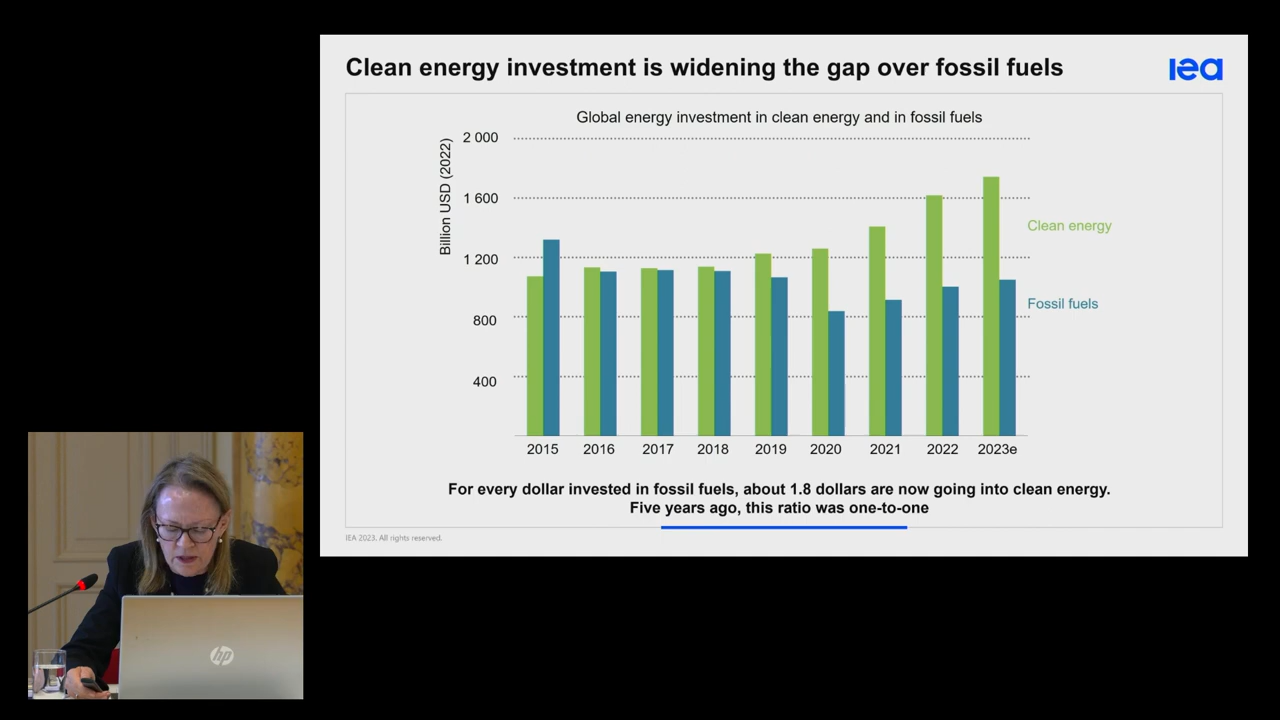 Clean energy investment is widening the gap over fossil fuels
iea
Global energy investment in clean energy and in fossil fuels
Billion USD (2022)
2 000
1 600
1 200
800
400
Clean energy
Fossil fuels
2015 2016 2017 2018 2019 2020 2021 2022 2023e
For every dollar invested in fossil fuels, about 1.8 dollars are now going into clean energy.
Five years ago, this ratio was one-to-one
IEA 2023. All rights reserved.
hp